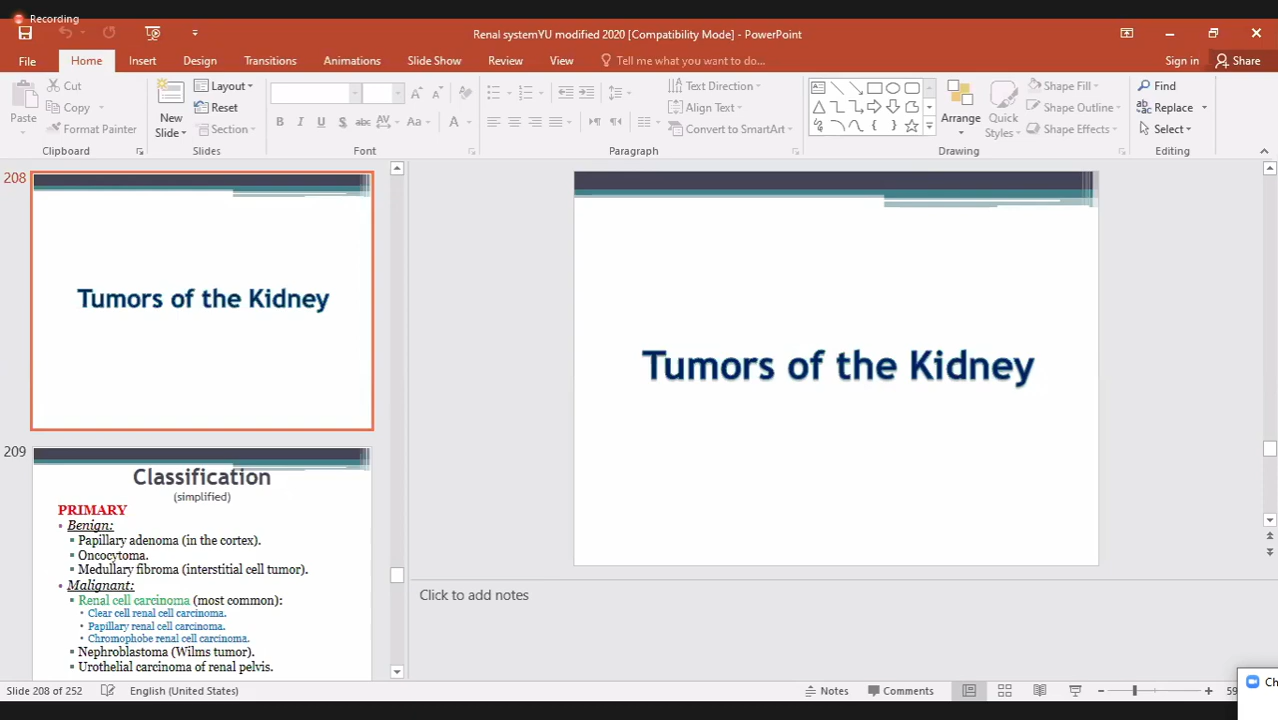 Recording
Renal systemYU modified 2020 [Compatibility Mode] - PowerPoint
File Home Insert Design Transitions Animations Slide Show Review View Tell me what you want to do... Sign in Share
Paste
Cut
Copy
Format Painter
Clipboard
New
Slide
Layout
Reset
Section
Slides
B I U S abc AV Aa A
Font
Text Direction
Align Text
Convert to SmartArt
Paragraph
Arrange
Quick
Styles
Shape Fill
Shape Outline
Shape Effects
Drawing
Find
Replace
Select
Editing
208
Tumors of the Kidney
209
Classification
(simplified)
PRIMARY
Benign:
Papillary adenoma (in the cortex).
Oncocytoma.
Medullary fibroma (interstitial cell tumor).
Malignant:
Renal cell carcinoma (most common):
Clear cell renal cell carcinoma.
Papillary renal cell carcinoma.
Chromophobe renal cell carcinoma.
Nephroblastoma (Wilms tumor).
Urothelial carcinoma of renal pelvis.
Tumors of the Kidney
Click to add notes
Slide 208 of 252 English (United States) Notes Comments